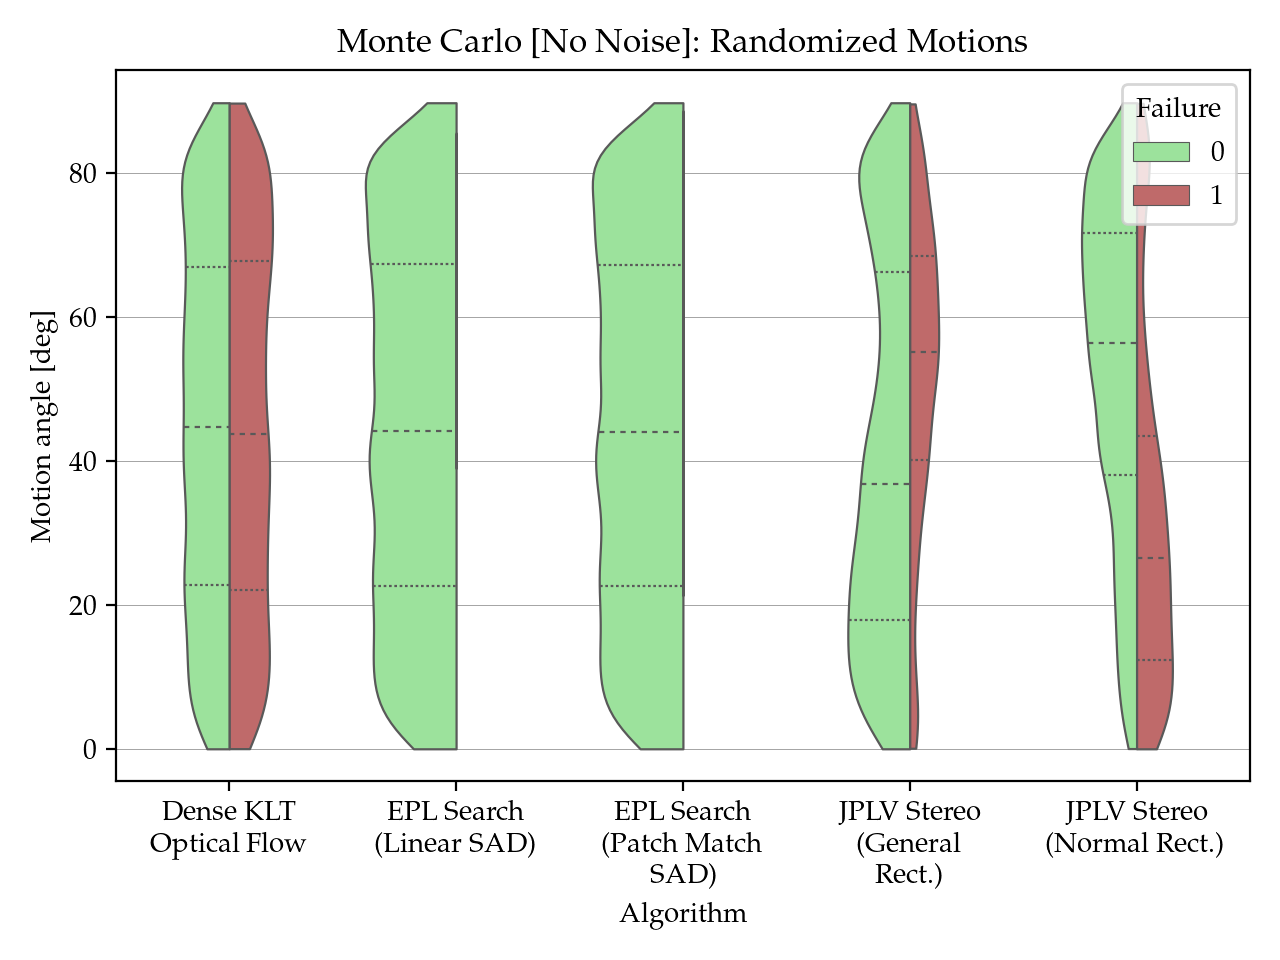 Monte Carlo [No Noise]: Randomized Motions
Failure
0
1
80
60
40
20
0
Motion angle [deg]
Dense KLT
Optical Flow
EPL Search
(Linear SAD)
EPL Search
(Patch Match
SAD)
JPLV Stereo
(General
Rect.)
JPLV Stereo
(Normal Rect.)
Algorithm